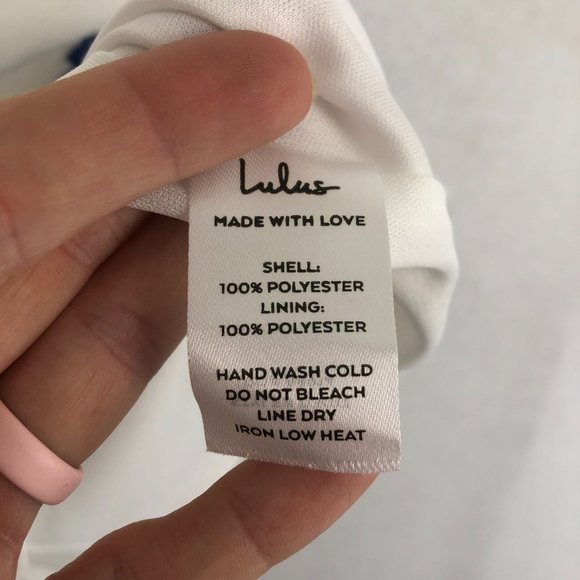 Lulus
MADE WITH LOVE
SHELL:
100% POLYESTER
LINING:
100% POLYESTER
HAND WASH COLD
DO NOT BLEACH
LINE DRY
IRON LOW HEAT